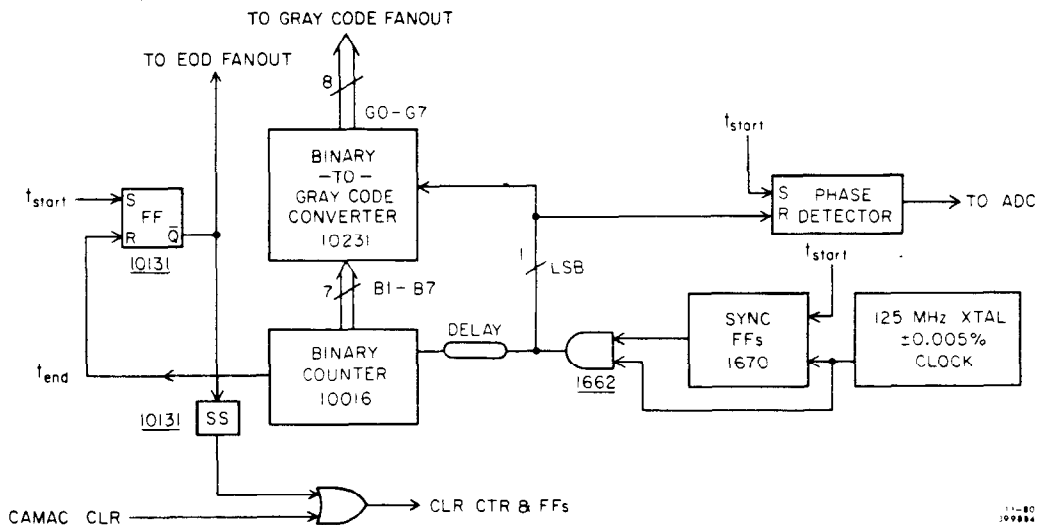 TO GRAY CODE FANOUT
TO EOD FANOUT
8
G0-G7
t start
S
FF
R
Q̅
10131
BINARY
-TO-
GRAY CODE
CONVERTER
10231
t start
S
R
PHASE
DETECTOR
TO ADC
1
LSB
7
B1-B7
t start
DELAY
BINARY
COUNTER
10016
1662
SYNC
FFs
1670
125 MHz XTAL
±0.005%
CLOCK
t end
10131
SS
CAMAC CLR
CLR CTR & FFs
11-80